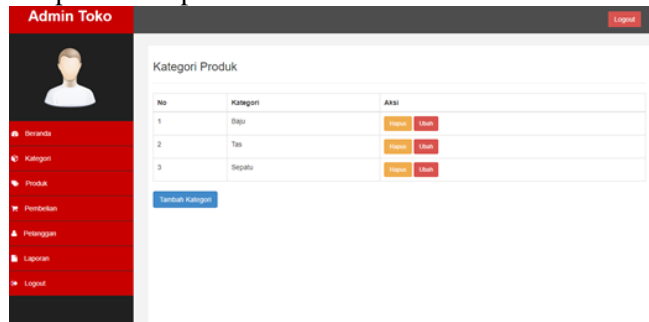 Admin Toko
Logout
Kategori Produk
No Kategori Aksi
1 Baju Hapus Ubah
2 Tas Hapus Ubah
3 Sepatu Hapus Ubah
Tambah Kategori
Beranda
Kategori
Produk
Pembelian
Pelanggan
Laporan
Logout